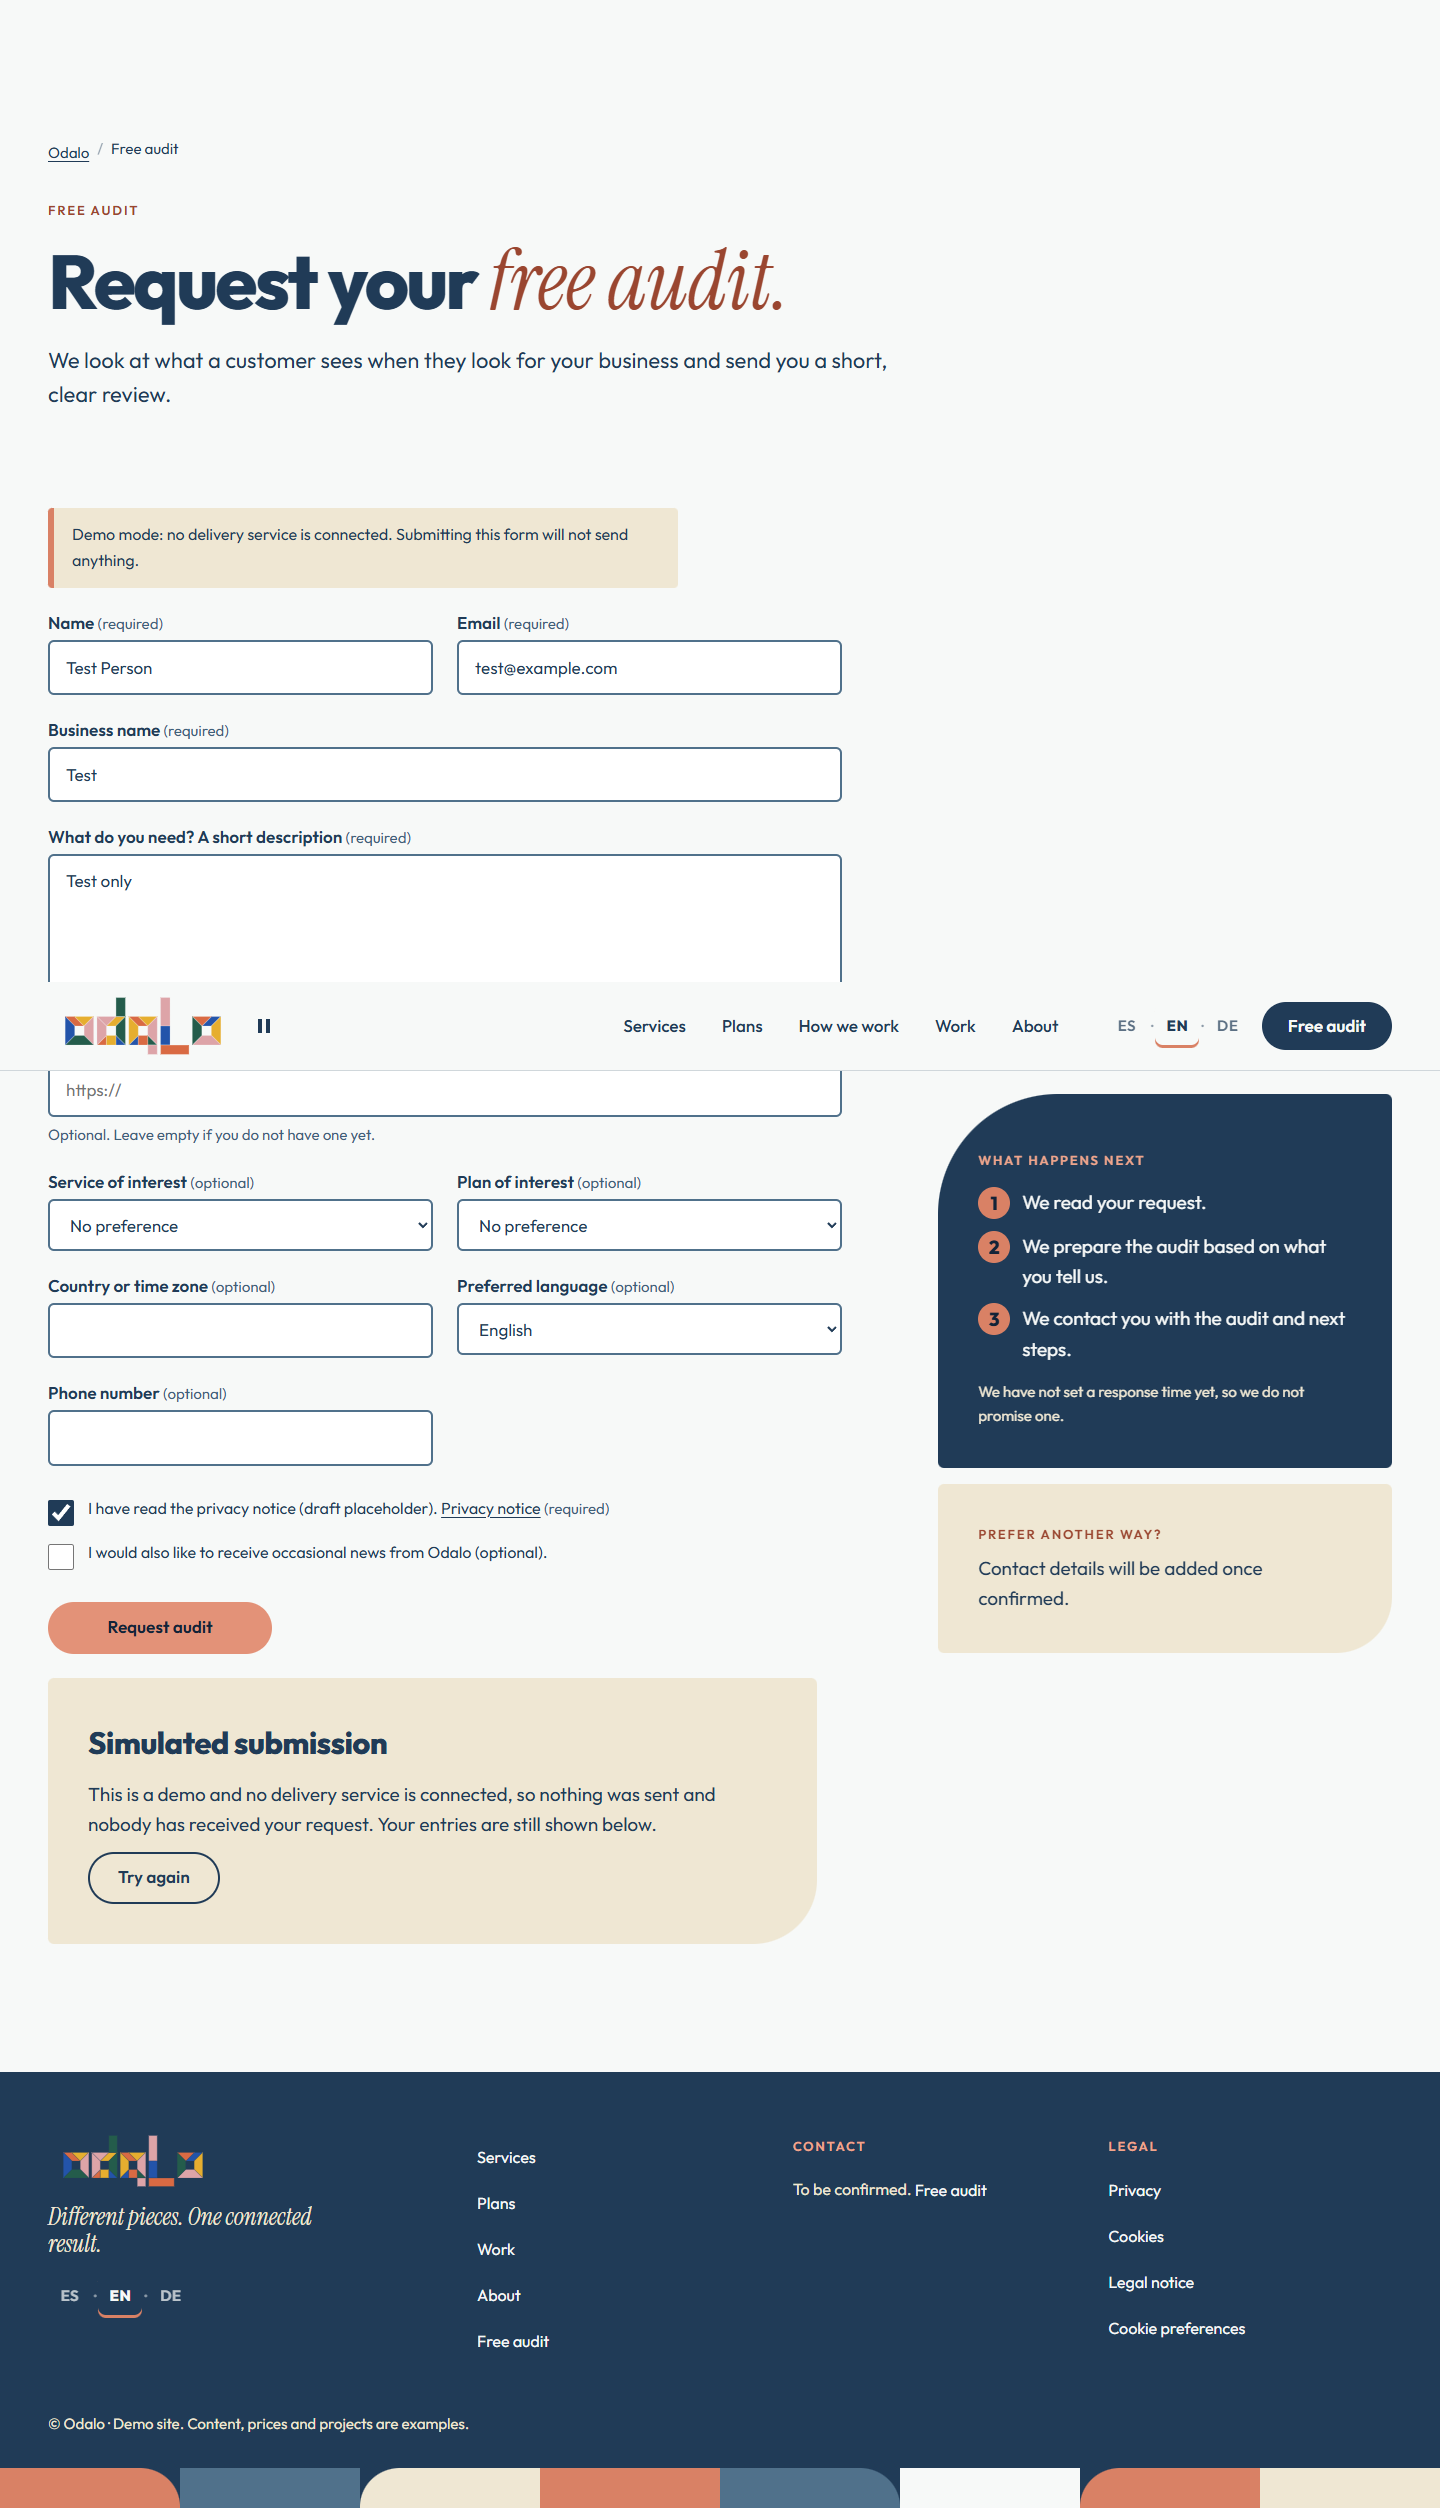 Odalo / Free audit
FREE AUDIT
Request your free audit.
We look at what a customer sees when they look for your business and send you a short,
clear review.
Demo mode: no delivery service is connected. Submitting this form will not send
anything.
Name (required)
Email (required)
Test Person
test@example.com
Business name (required)
Test
What do you need? A short description (required)
Test only
odalo
Services
Plans
How we work
Work
About
ES · EN · DE
Free audit
https://
Optional. Leave empty if you do not have one yet.
Service of interest (optional)
Plan of interest (optional)
No preference
No preference
Country or time zone (optional)
Preferred language (optional)
English
Phone number (optional)
I have read the privacy notice (draft placeholder). Privacy notice (required)
I would also like to receive occasional news from Odalo (optional).
Request audit
WHAT HAPPENS NEXT
1 We read your request.
2 We prepare the audit based on what
you tell us.
3 We contact you with the audit and next
steps.
We have not set a response time yet, so we do not
promise one.
PREFER ANOTHER WAY?
Contact details will be added once
confirmed.
Simulated submission
This is a demo and no delivery service is connected, so nothing was sent and
nobody has received your request. Your entries are still shown below.
Try again
odalo
Different pieces. One connected
result.
ES · EN · DE
Services
Plans
Work
About
Free audit
CONTACT
To be confirmed. Free audit
LEGAL
Privacy
Cookies
Legal notice
Cookie preferences
© Odalo · Demo site. Content, prices and projects are examples.